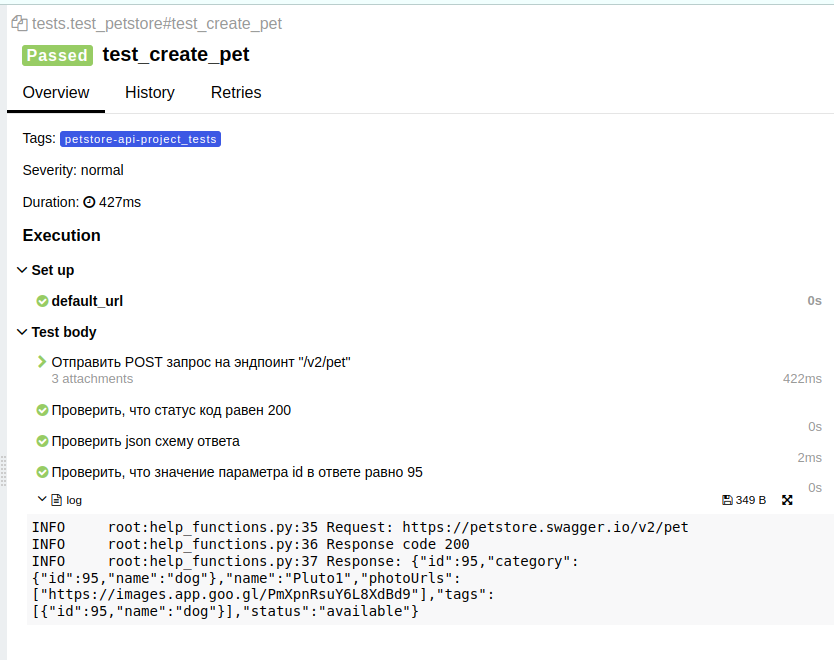 tests.test_petstore#test_create_pet
Passed test_create_pet
Overview History Retries
Tags: petstore-api-project_tests
Severity: normal
Duration: 427ms
Execution
Set up
default_url 0s
Test body
Отправить POST запрос на эндпоинт "/v2/pet"
3 attachments 422ms
Проверить, что статус код равен 200
0s
Проверить json схему ответа
2ms
Проверить, что значение параметра id в ответе равно 95
0s
log 349 B
INFO root:help_functions.py:35 Request: https://petstore.swagger.io/v2/pet
INFO root:help_functions.py:36 Response code 200
INFO root:help_functions.py:37 Response: {"id":95,"category":
{"id":95,"name":"dog"},"name":"Pluto1","photoUrls":
["https://images.app.goo.gl/PmXpnRsuY6L8XdBd9"],"tags":
[{"id":95,"name":"dog"}],"status":"available"}